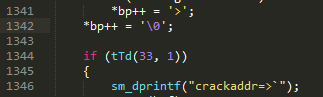 1341 *bp++ = '>';
1342 *bp++ = '\0';
1343
1344 if (tTd(33, 1))
1345 {
1346 sm_dprintf("crackaddr=>`");